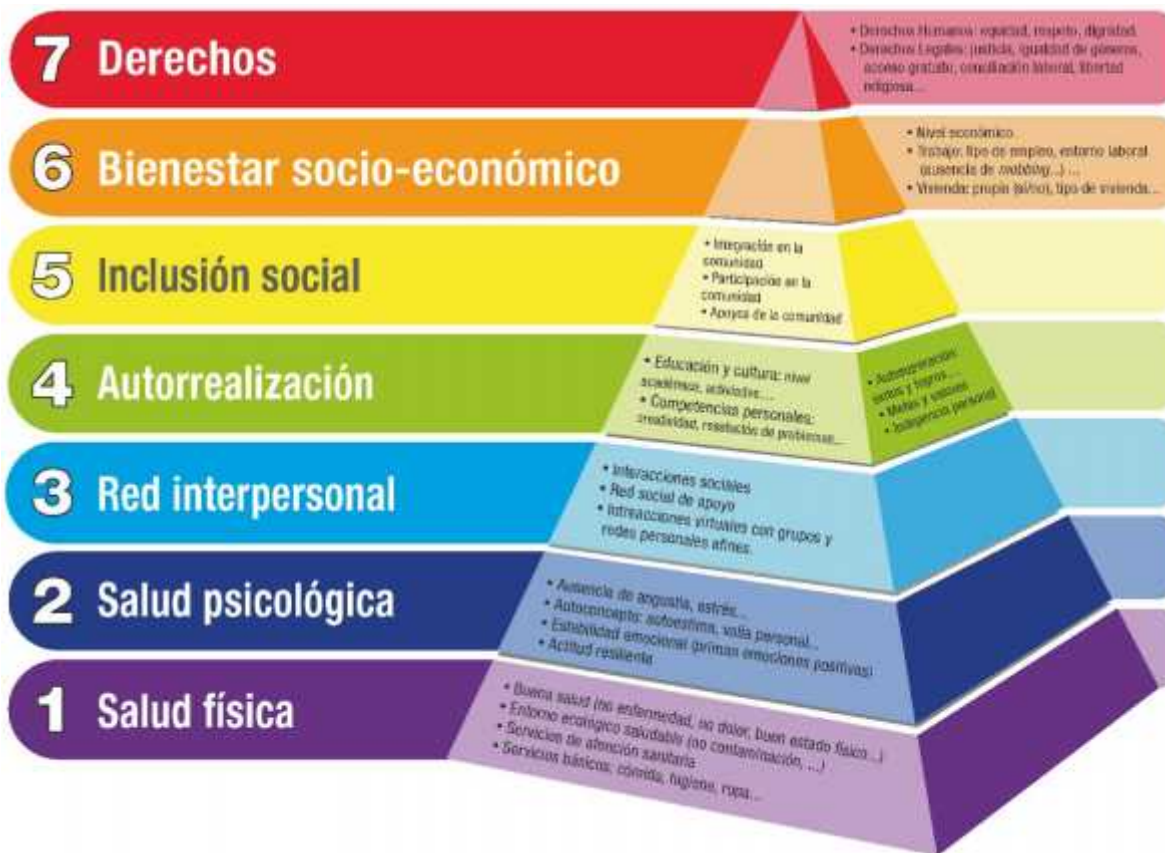 7 Derechos
• Derechos Humanos: equidad, respeto, dignidad.
• Derechos Legales: justicia, igualdad de géneros,
acceso gratuito, conciliación laboral, libertad
religiosa...
6 Bienestar socio-económico
• Nivel económico
• Trabajo: tipo de empleo, entorno laboral
(ausencia de mobbing...) ...
• Vivienda: propia (si/no), tipo de vivienda...
5 Inclusión social
• Integración en la
comunidad
• Participación en la
comunidad
• Apoyos de la comunidad
4 Autorrealización
• Educación y cultura: nivel
académico, actividades...
• Competencias personales:
creatividad, resolución de problemas...
• Autosuperación:
éxitos y logros...
• Metas y valores
• personal
3 Red interpersonal
• Interacciones sociales
• Red social de apoyo
• Intreacciones virtuales con grupos y
redes personales afines.
2 Salud psicológica
• Ausencia de angustia, estrés...
• Autoconcepto: autoestima, valía personal...
• Estabilidad emocional (priman emociones positivas)
• Actitud resiliente
1 Salud física
• Buena salud (no enfermedad, no dolor, buen estado físico...)
• Entorno ecológico saludable (no contaminación, ...)
• Servicios de atención sanitaria
• Servicios básicos: comida, higiene, ropa...